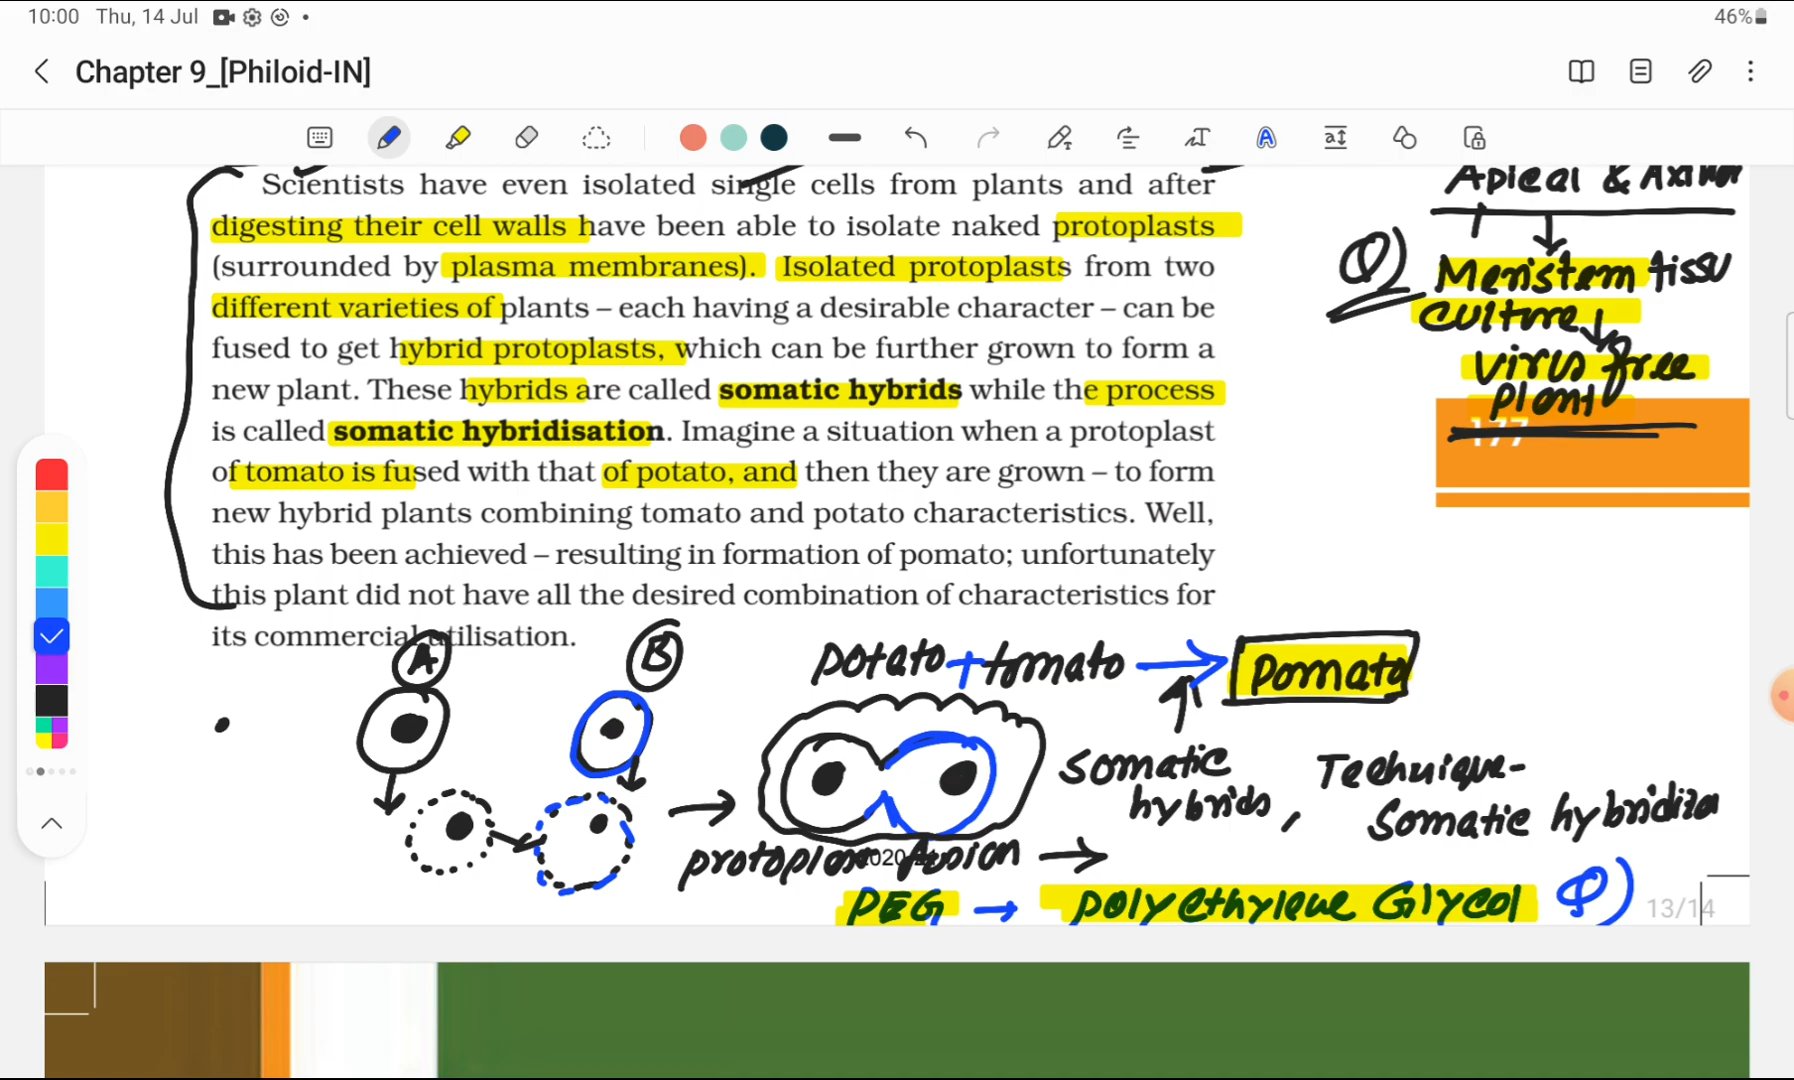 10:00 Thu, 14 Jul
46%
Chapter 9_[Philoid-IN]
Scientists have even isolated single cells from plants and after
digesting their cell walls have been able to isolate naked protoplasts
(surrounded by plasma membranes). Isolated protoplasts from two
different varieties of plants – each having a desirable character – can be
fused to get hybrid protoplasts, which can be further grown to form a
new plant. These hybrids are called somatic hybrids while the process
is called somatic hybridisation. Imagine a situation when a protoplast
of tomato is fused with that of potato, and then they are grown – to form
new hybrid plants combining tomato and potato characteristics. Well,
this has been achieved – resulting in formation of pomato; unfortunately
this plant did not have all the desired combination of characteristics for
its commercial utilisation.
Apical &
Q) Meristem tissu
culture
virus free
plant
177
A
B
potato + tomato → Pomato
somatic
hybrids,
Technique-
Somatic hybridiza
protoplast fusion →
2020-21
PEG → polyethylene Glycol
13/14